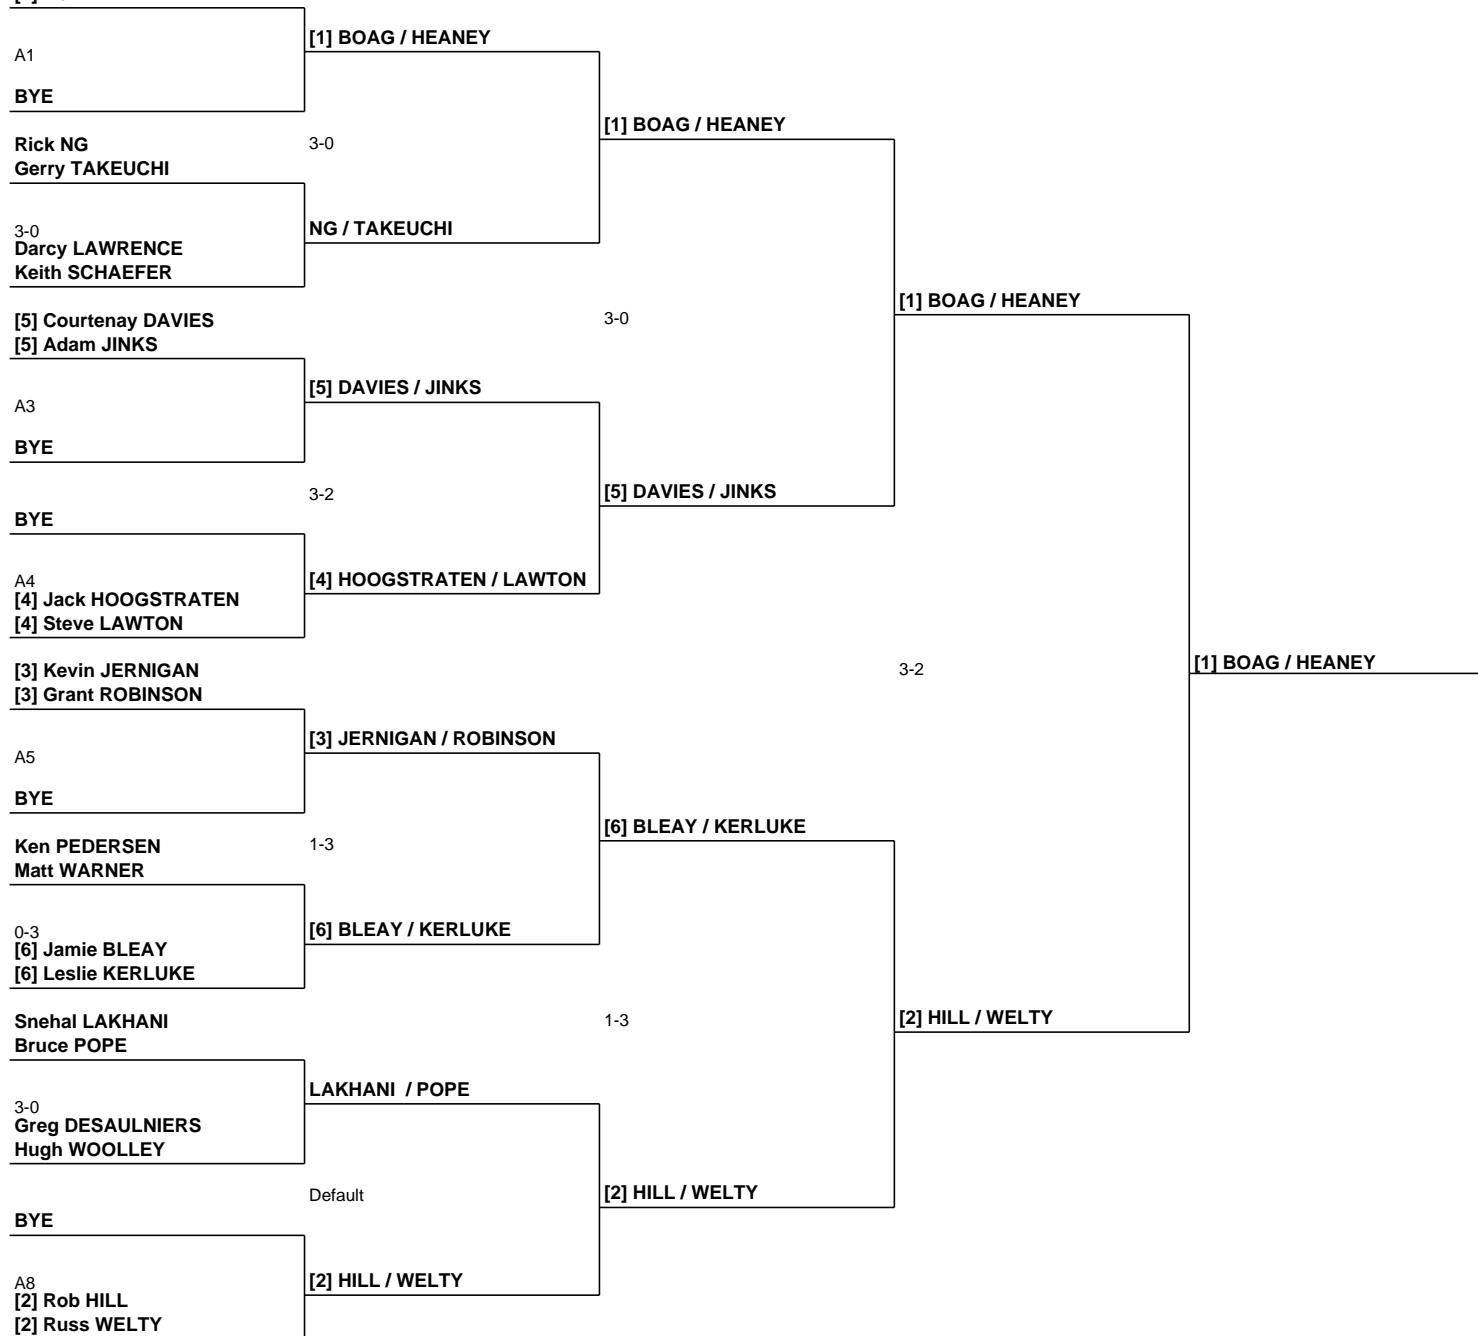 [1] BOAG / HEANEY
A1
BYE
[1] BOAG / HEANEY
Rick NG
Gerry TAKEUCHI
3-0
NG / TAKEUCHI
3-0
Darcy LAWRENCE
Keith SCHAEFER
[1] BOAG / HEANEY
[5] Courtenay DAVIES
[5] Adam JINKS
3-0
[5] DAVIES / JINKS
A3
BYE
3-2
[5] DAVIES / JINKS
BYE
[4] HOOGSTRATEN / LAWTON
A4
[4] Jack HOOGSTRATEN
[4] Steve LAWTON
[3] Kevin JERNIGAN
[3] Grant ROBINSON
3-2
[1] BOAG / HEANEY
[3] JERNIGAN / ROBINSON
A5
BYE
[6] BLEAY / KERLUKE
Ken PEDERSEN
Matt WARNER
1-3
[6] BLEAY / KERLUKE
0-3
[6] Jamie BLEAY
[6] Leslie KERLUKE
Snehal LAKHANI
Bruce POPE
1-3
[2] HILL / WELTY
LAKHANI / POPE
3-0
Greg DESAULNIERS
Hugh WOOLLEY
Default
[2] HILL / WELTY
BYE
[2] HILL / WELTY
A8
[2] Rob HILL
[2] Russ WELTY